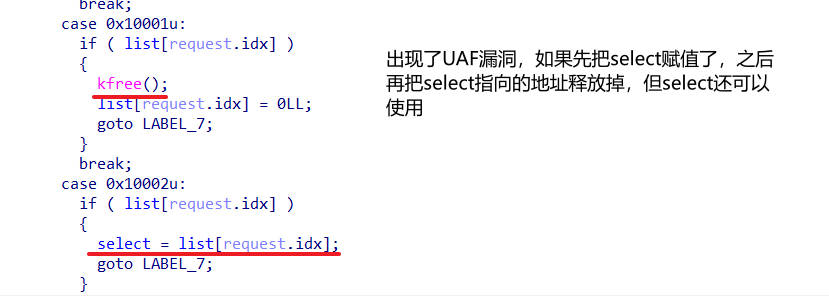 break;
case 0x10001u:
if ( list[request.idx] )
{
kfree();
list[request.idx] = 0LL;
goto LABEL_7;
}
break;
case 0x10002u:
if ( list[request.idx] )
{
select = list[request.idx];
goto LABEL_7;
}
出现了UAF漏洞，如果先把select赋值了，之后
再把select指向的地址释放掉，但select还可以
使用